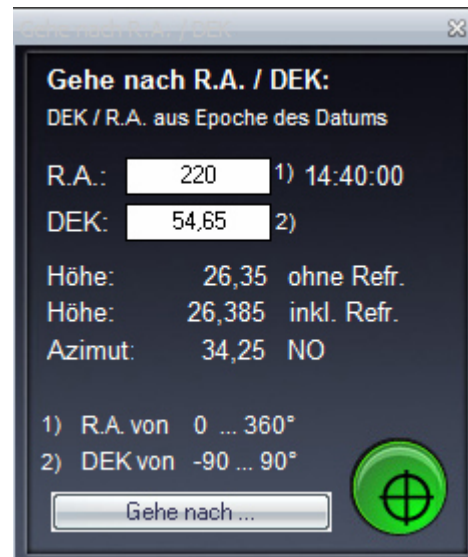 Gehe nach R.A. / DEK
Gehe nach R.A. / DEK:
DEK / R.A. aus Epoche des Datums
R.A.: 220 1) 14:40:00
DEK: 54,65 2)
Höhe: 26,35 ohne Refr.
Höhe: 26,385 inkl. Refr.
Azimut: 34,25 NO
1) R.A. von 0 ... 360°
2) DEK von -90 ... 90°
Gehe nach ...